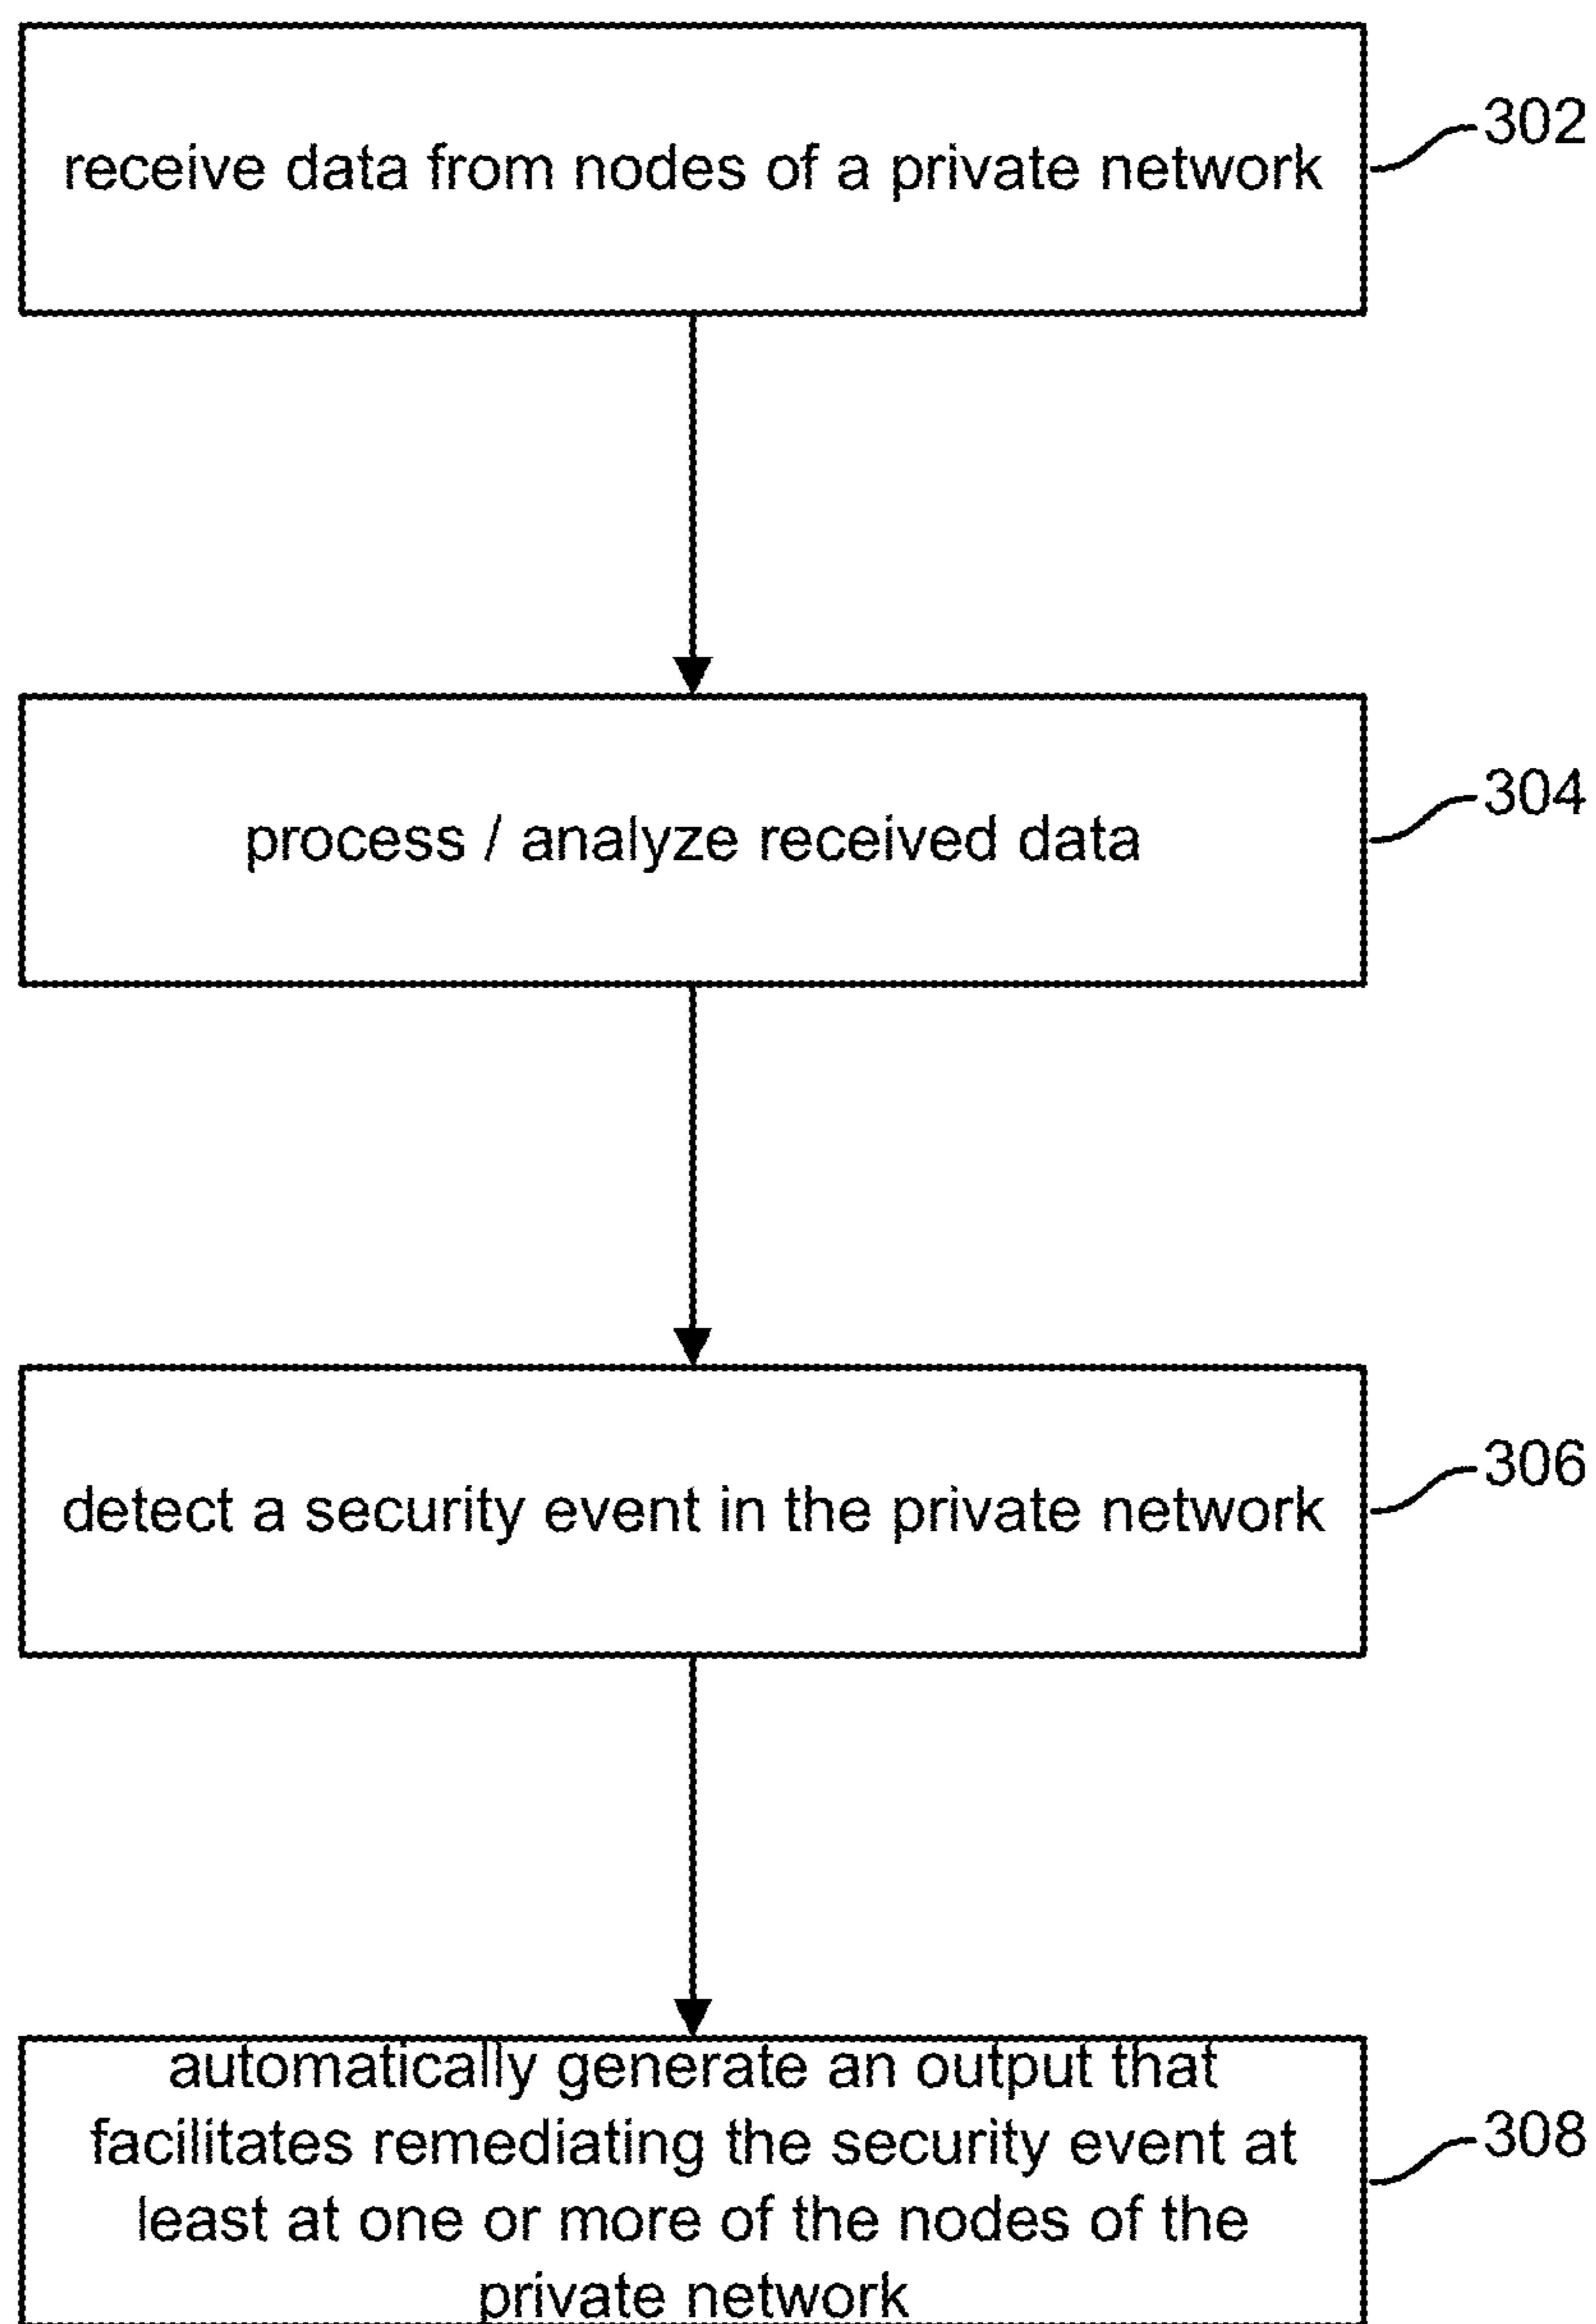 receive data from nodes of a private network
302
process / analyze received data
304
detect a security event in the private network
306
automatically generate an output that
facilitates remediating the security event at
least at one or more of the nodes of the
private network
308